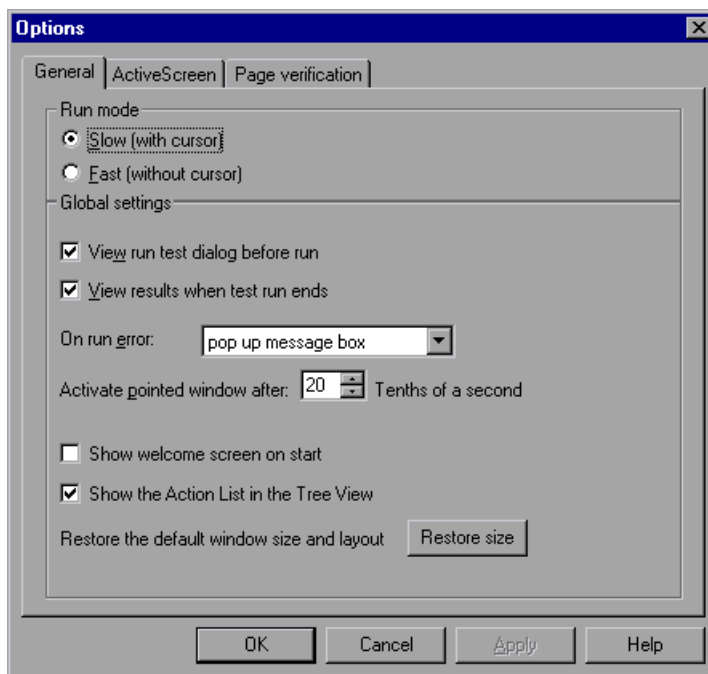 Options
General ActiveScreen Page verification
Run mode
Slow (with cursor)
Fast (without cursor)
Global settings
View run test dialog before run
View results when test run ends
On run error: pop up message box
Activate pointed window after: 20 Tenths of a second
Show welcome screen on start
Show the Action List in the Tree View
Restore the default window size and layout Restore size
OK Cancel Apply Help